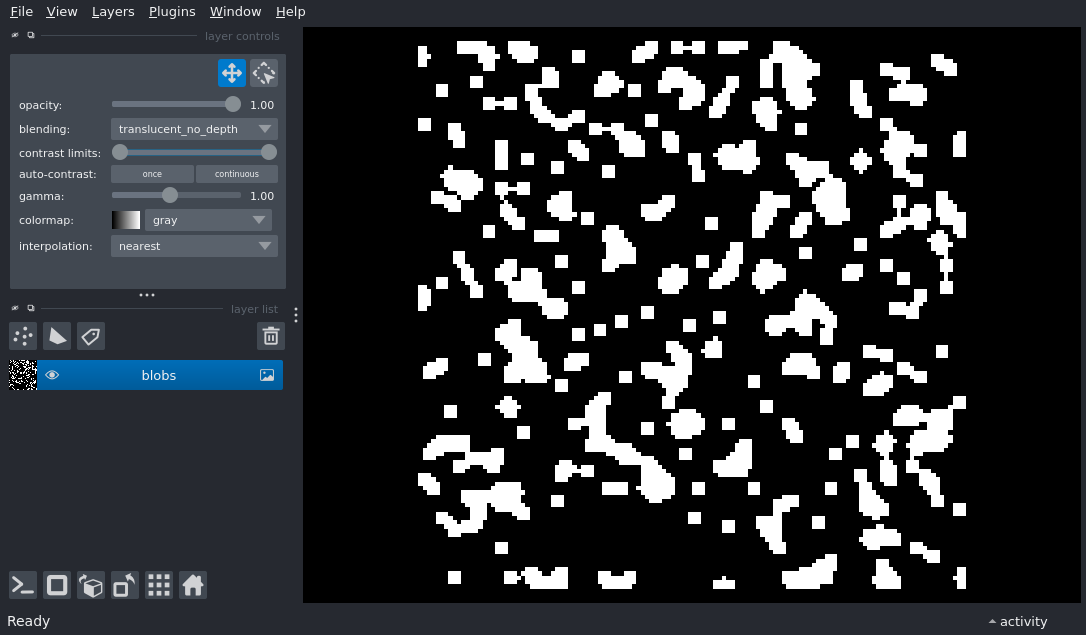 File View Layers Plugins Window Help
layer controls
opacity: 1.00
blending: translucent_no_depth
contrast limits:
auto-contrast: once continuous
gamma: 1.00
colormap: gray
interpolation: nearest
layer list
blobs
Ready
activity